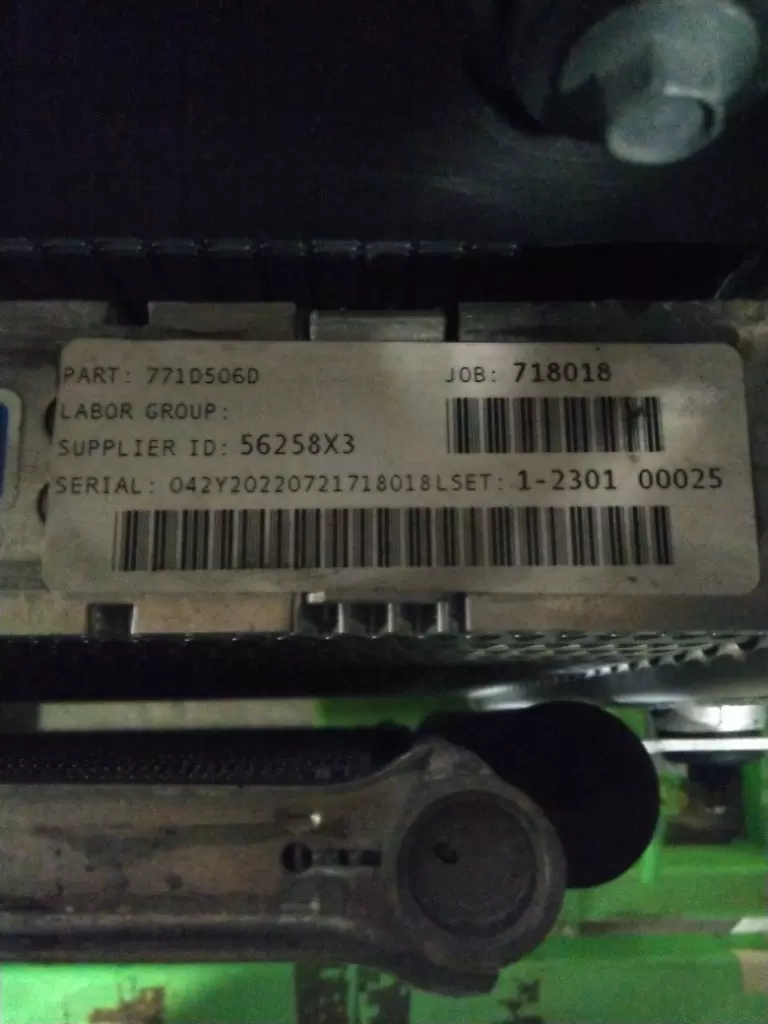 PART: 771D506D JOB: 718018
LABOR GROUP:
SUPPLIER ID: 56258X3
SERIAL: 042Y20220721718018LSET: 1-2301 00025